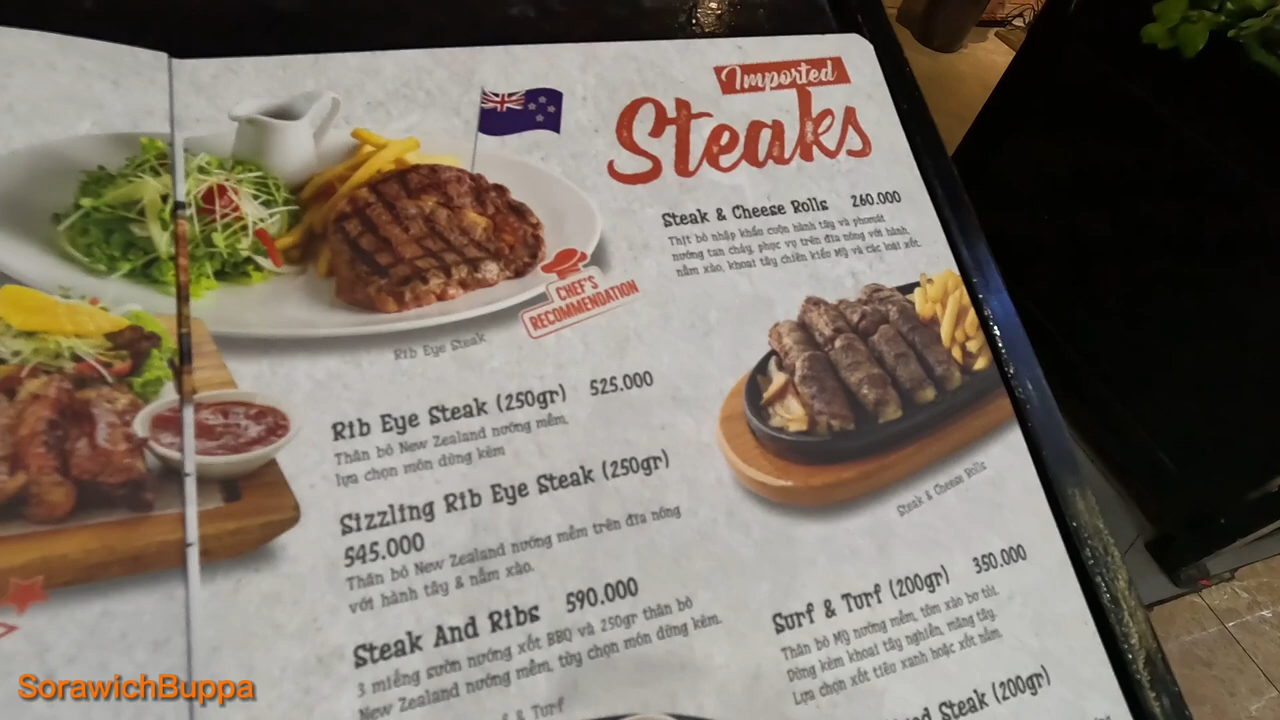 Imported
Steaks
Steak & Cheese Rolls 260.000
Thịt bò nhập khẩu cuộn hành tây và phomát
nướng tan chảy, phục vụ trên đĩa nóng với hành,
nấm xào, khoai tây chiên kiểu Mỹ và các loại xốt.
CHEF'S
RECOMMENDATION
Rib Eye Steak
Rib Eye Steak (250gr) 525.000
Thăn bò New Zealand nướng mềm,
lựa chọn món dùng kèm
Sizzling Rib Eye Steak (250gr)
545.000
Thăn bò New Zealand nướng mềm trên đĩa nóng
với hành tây & nấm xào.
Steak And Ribs 590.000
3 miếng sườn nướng xốt BBQ và 250gr thăn bò
New Zealand nướng mềm, tùy chọn món dùng kèm.
& Turf
Steak & Cheese Rolls
Surf & Turf (200gr) 350.000
Thăn bò Mỹ nướng mềm, tôm xào bơ tỏi.
Dùng kèm khoai tây nghiền, măng tây.
Lựa chọn xốt tiêu xanh hoặc xốt nấm
Steak (200gr)
SorawichBuppa